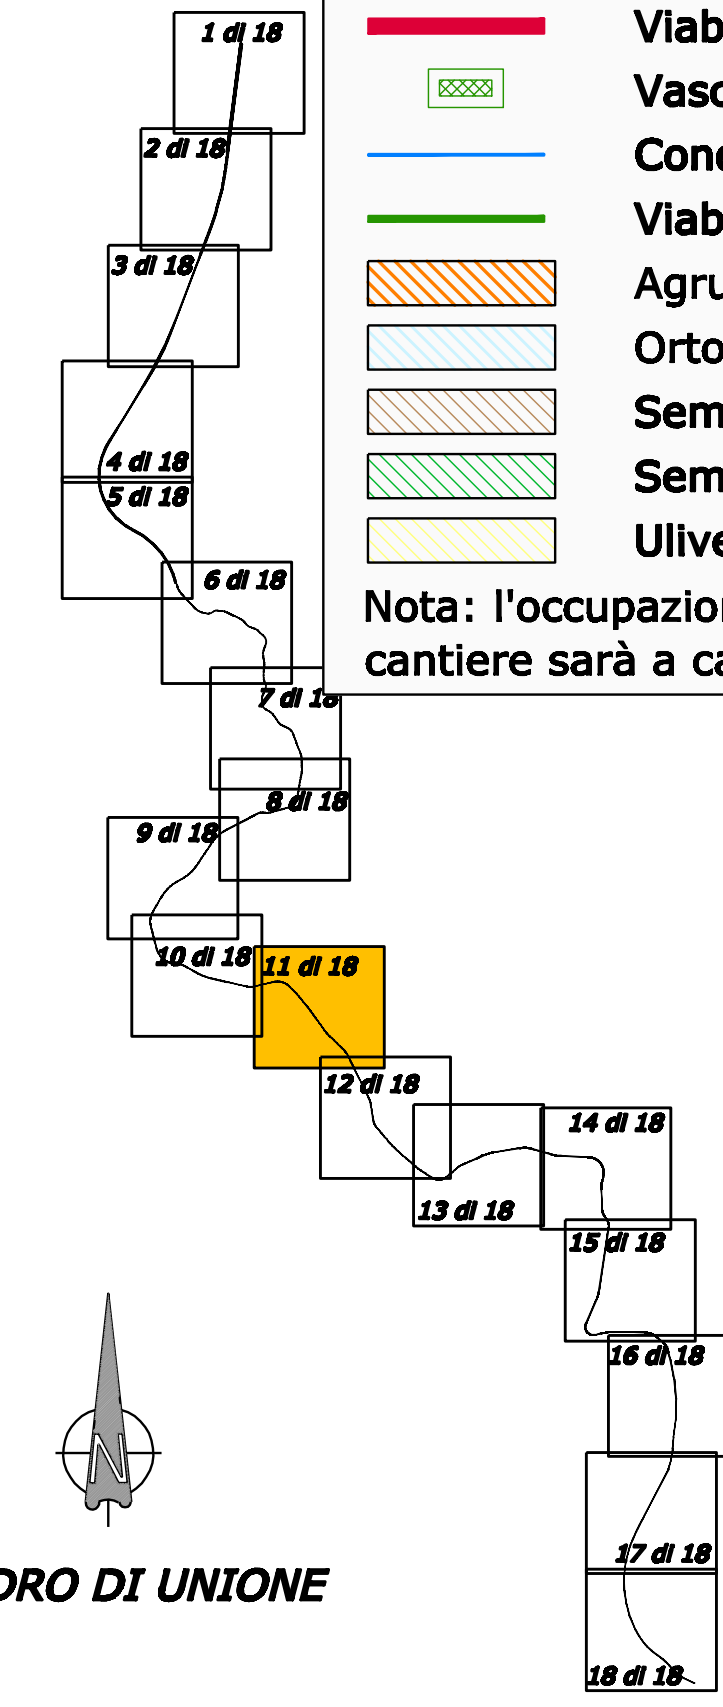 1 di 18
2 di 18
3 di 18
4 di 18
5 di 18
6 di 18
7 di 18
8 di 18
9 di 18
10 di 18
11 di 18
12 di 18
13 di 18
14 di 18
15 di 18
16 di 18
17 di 18
18 di 18
Viab
Vasc
Cond
Viab
Agru
Orto
Sem
Sem
Ulive
Nota: l'occupazion
cantiere sarà a ca
N
DRO DI UNIONE